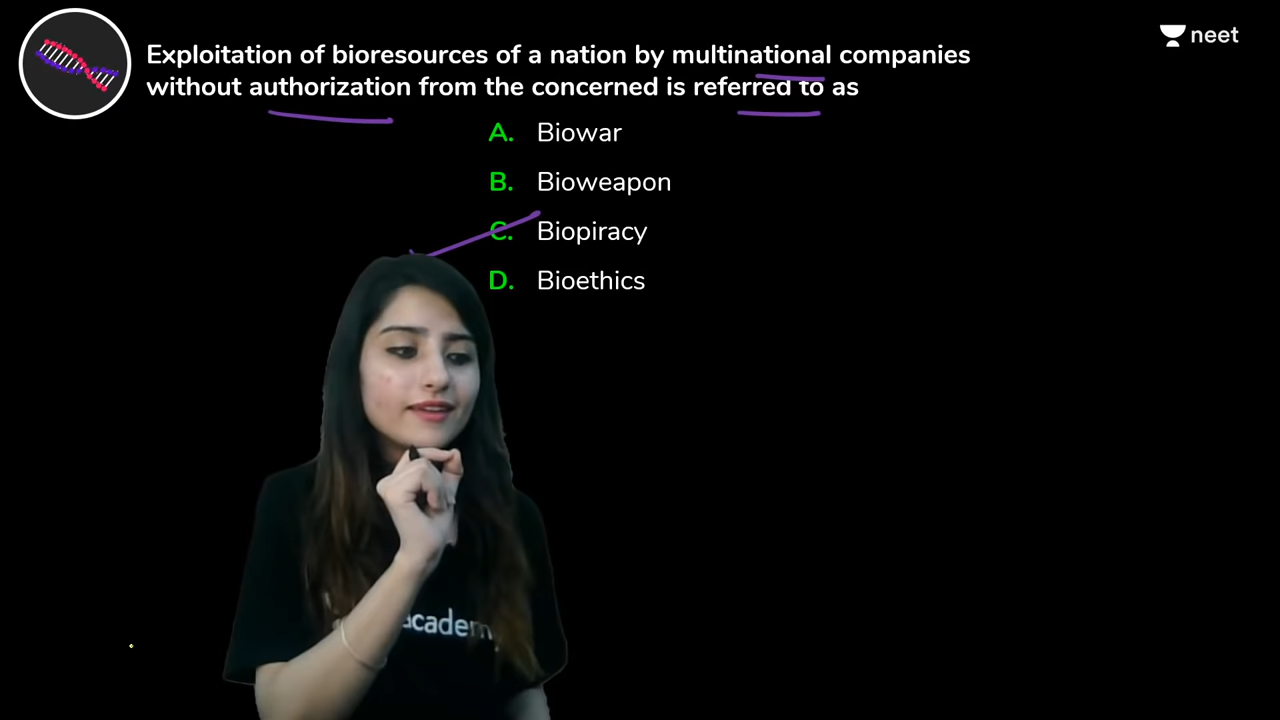 neet
Exploitation of bioresources of a nation by multinational companies
without authorization from the concerned is referred to as
A. Biowar
B. Bioweapon
C. Biopiracy
D. Bioethics
academ